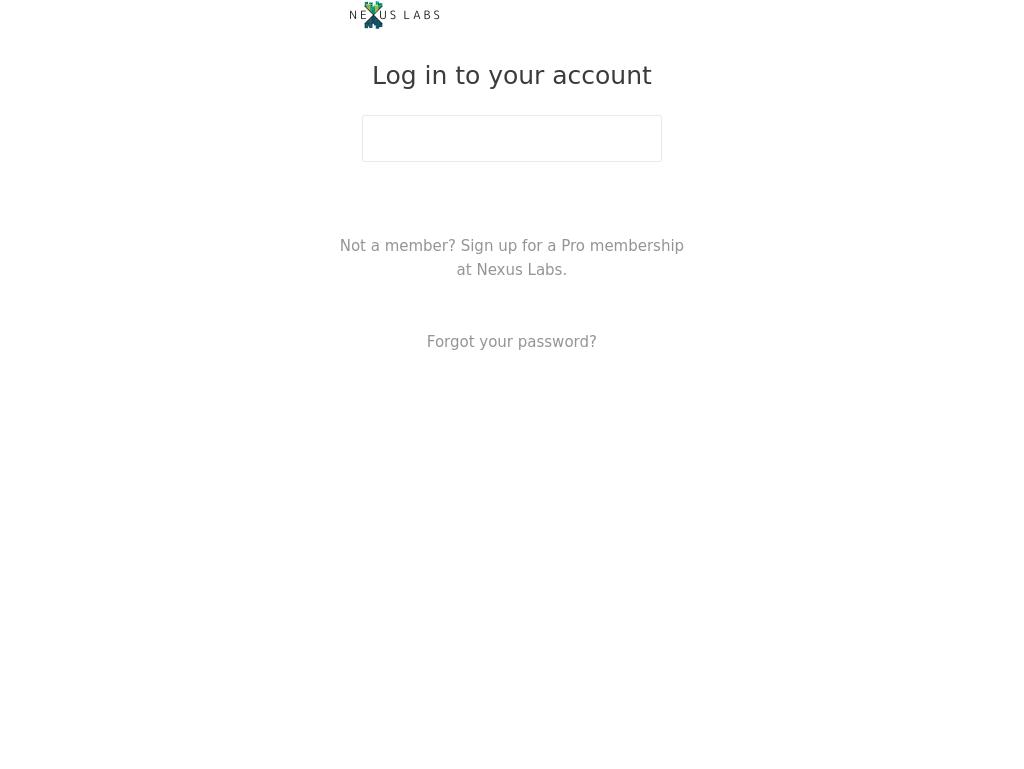 NEXUS LABS
Log in to your account
Not a member? Sign up for a Pro membership
at Nexus Labs.
Forgot your password?